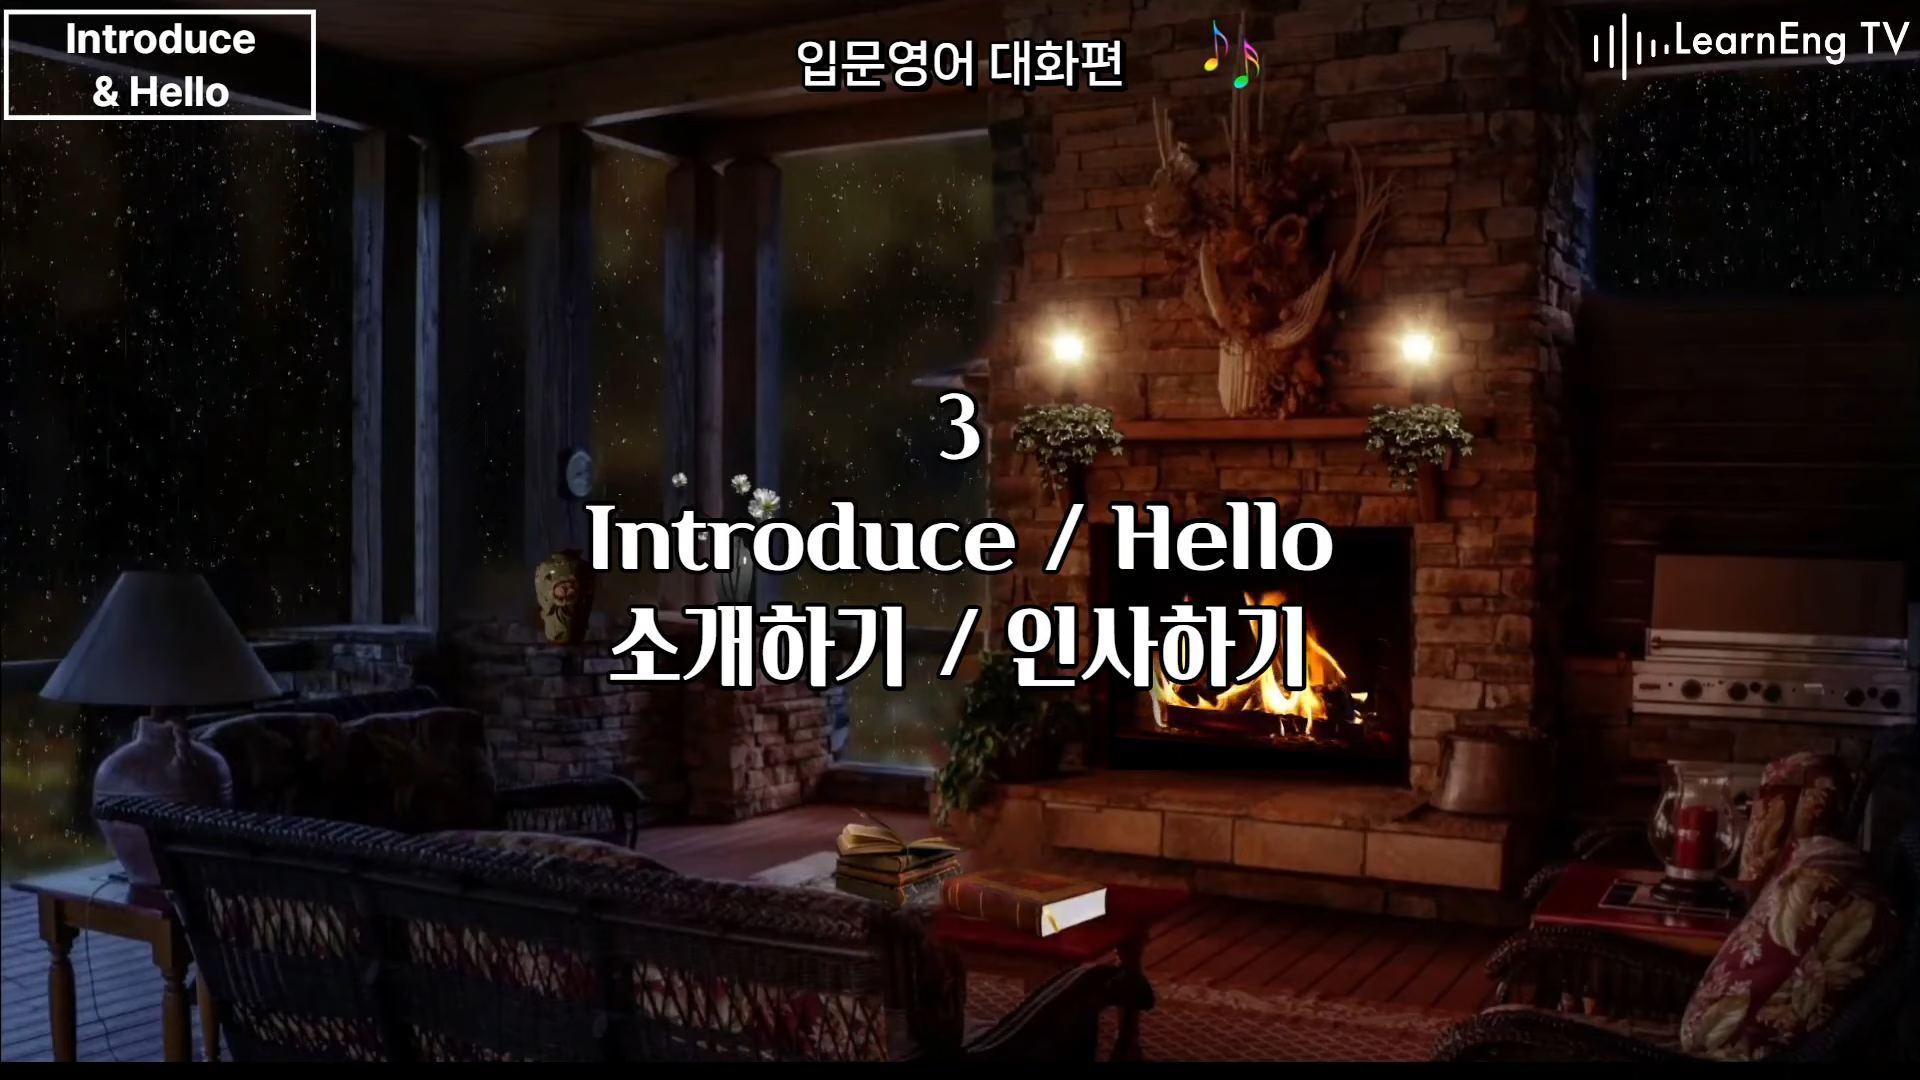 Introduce
& Hello
입문영어 대화편
LearnEng TV
3
Introduce / Hello
소개하기 / 인사하기